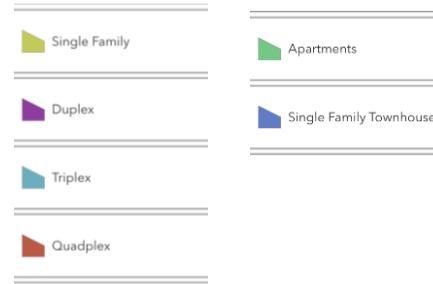 Single Family
Duplex
Triplex
Quadplex
Apartments
Single Family Townhouse